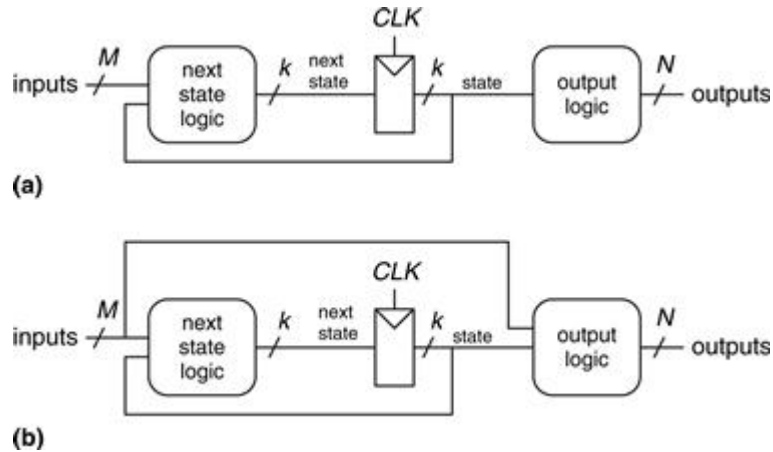 CLK
inputs
M
next
state
logic
k
next
state
k
state
output
logic
N
outputs
(a)
CLK
inputs
M
next
state
logic
k
next
state
k
state
output
logic
N
outputs
(b)